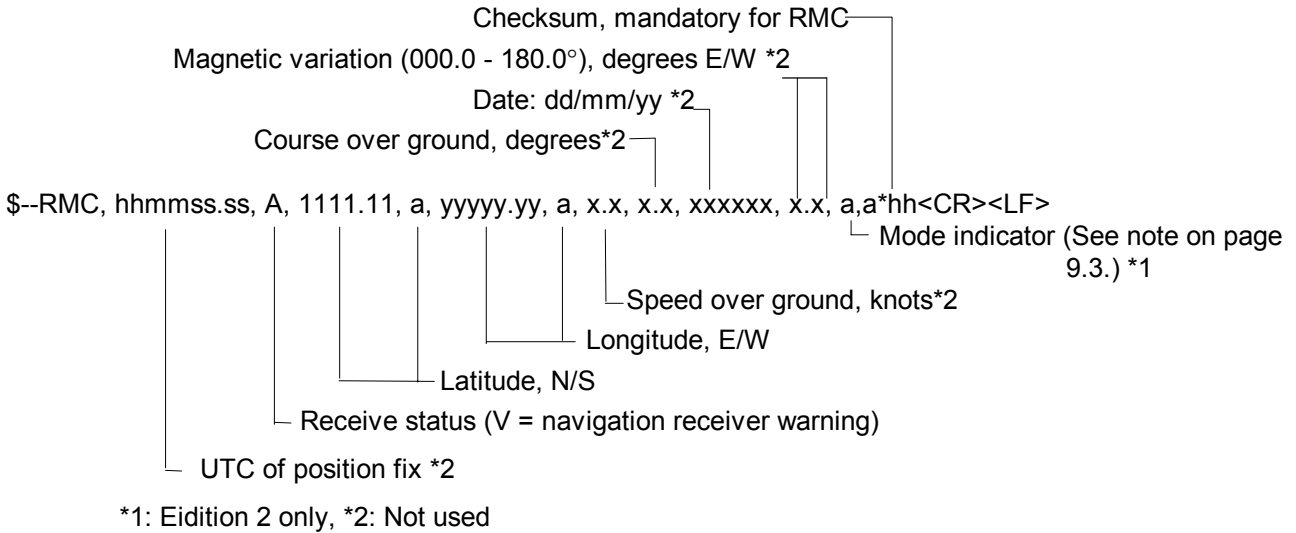 Checksum, mandatory for RMC
Magnetic variation (000.0 - 180.0°), degrees E/W *2
Date: dd/mm/yy *2
Course over ground, degrees*2
$--RMC, hhmmss.ss, A, 1111.11, a, yyyyy.yy, a, x.x, x.x, xxxxxx, x.x, a,a*hh<CR><LF>
Mode indicator (See note on page
9.3.) *1
Speed over ground, knots*2
Longitude, E/W
Latitude, N/S
Receive status (V = navigation receiver warning)
UTC of position fix *2
*1: Eidition 2 only, *2: Not used